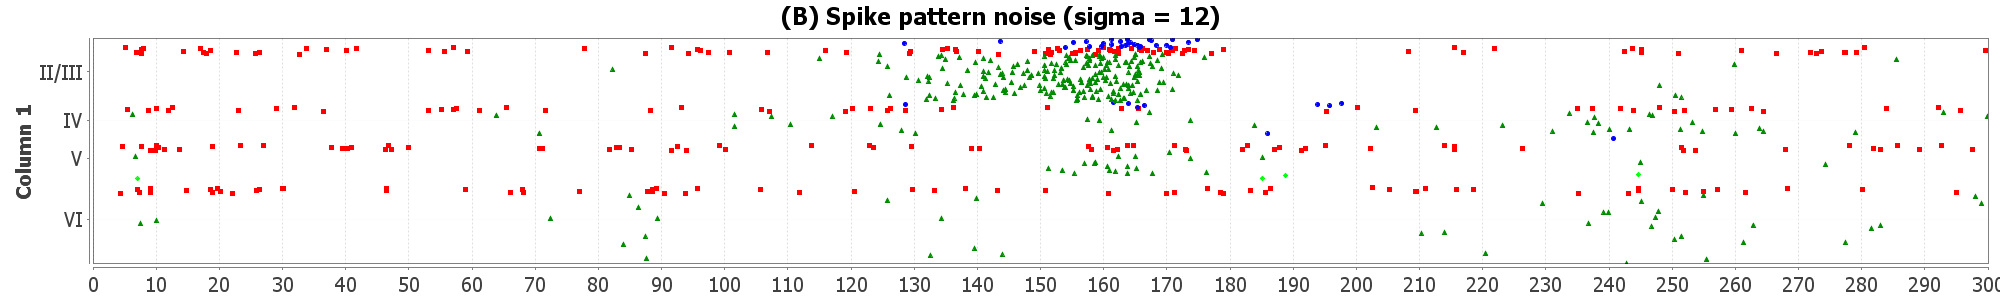 (B) Spike pattern noise (sigma = 12)
Column 1
II/III
IV
V
VI
0 10 20 30 40 50 60 70 80 90 100 110 120 130 140 150 160 170 180 190 200 210 220 230 240 250 260 270 280 290 300